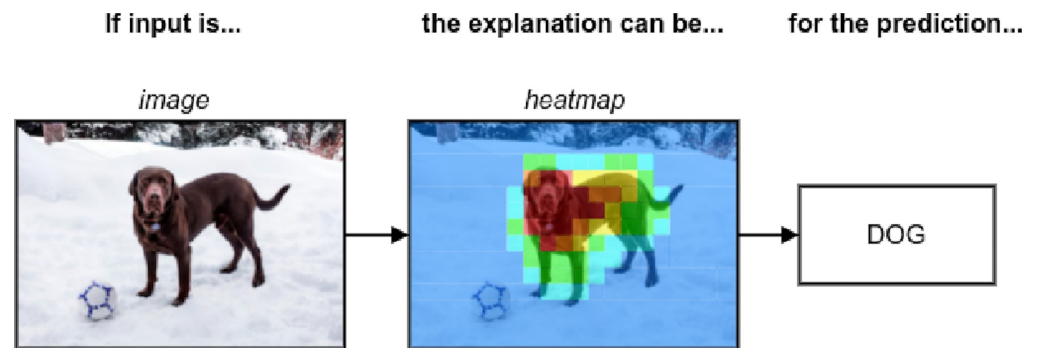 If input is...
the explanation can be...
for the prediction...
image
heatmap
DOG